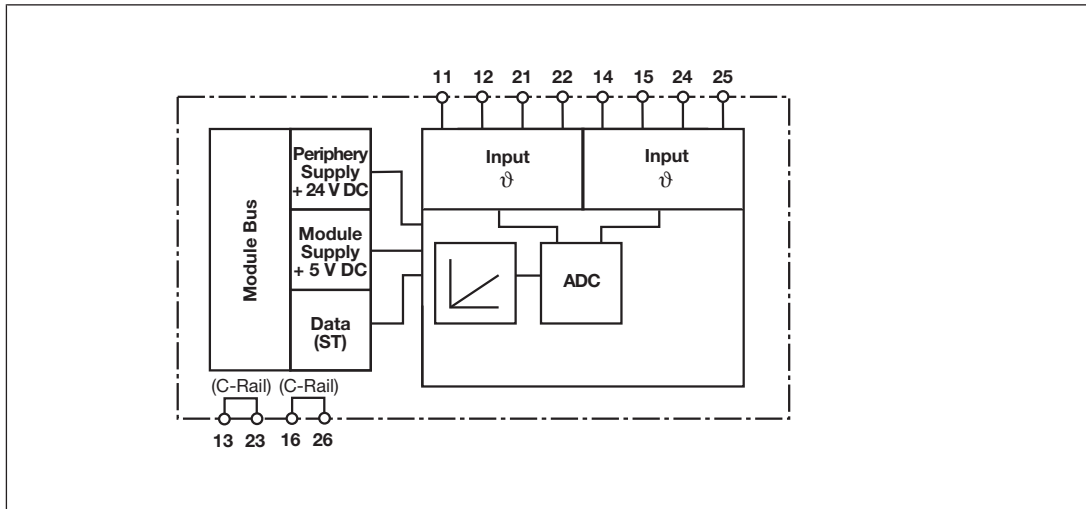 11 12 21 22 14 15 24 25
Periphery
Supply
+ 24 V DC
Module Bus
Module
Supply
+ 5 V DC
Data
(ST)
Input
ϑ
Input
ϑ
ADC
(C-Rail) (C-Rail)
13 23 16 26